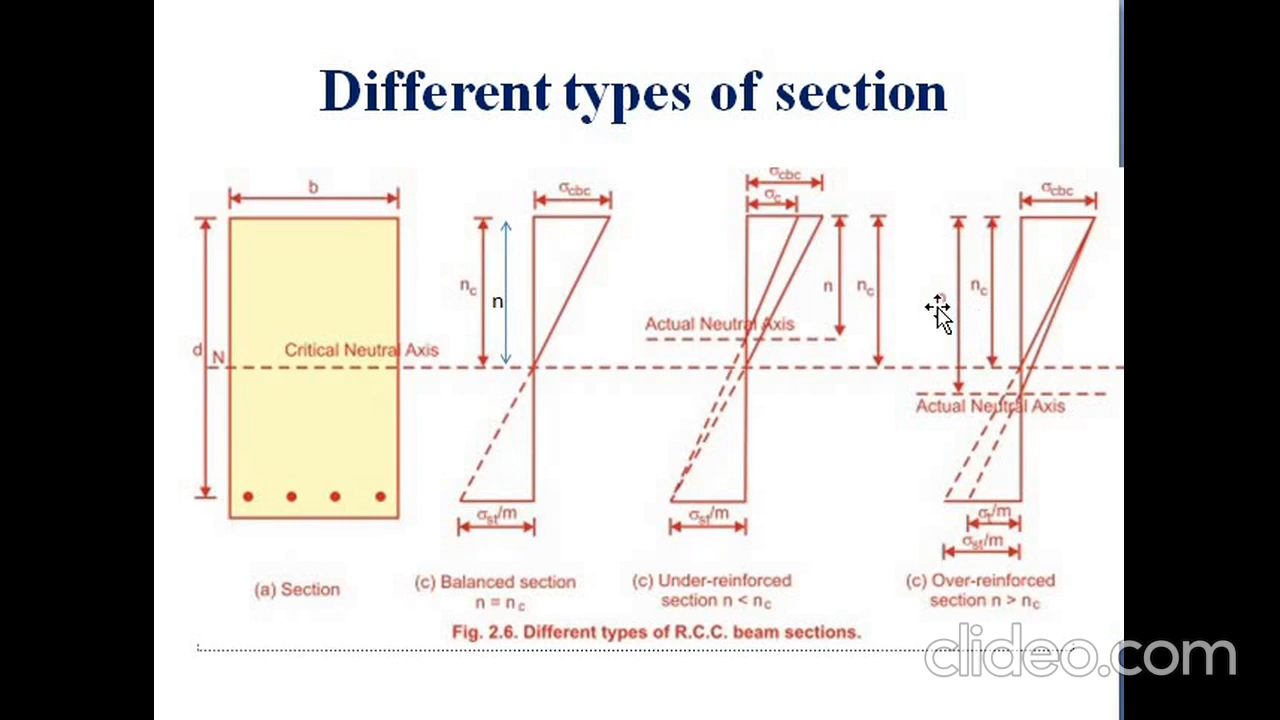 Different types of section
b
d
N
Critical Neutral Axis
(a) Section
σcbc
nc
n
σst/m
(c) Balanced section
n = nc
σcbc
σc
n
nc
Actual Neutral Axis
σst/m
(c) Under-reinforced
section n < nc
σcbc
nc
Actual Neutral Axis
σt/m
σst/m
(c) Over-reinforced
section n > nc
Fig. 2.6. Different types of R.C.C. beam sections.
clideo.com